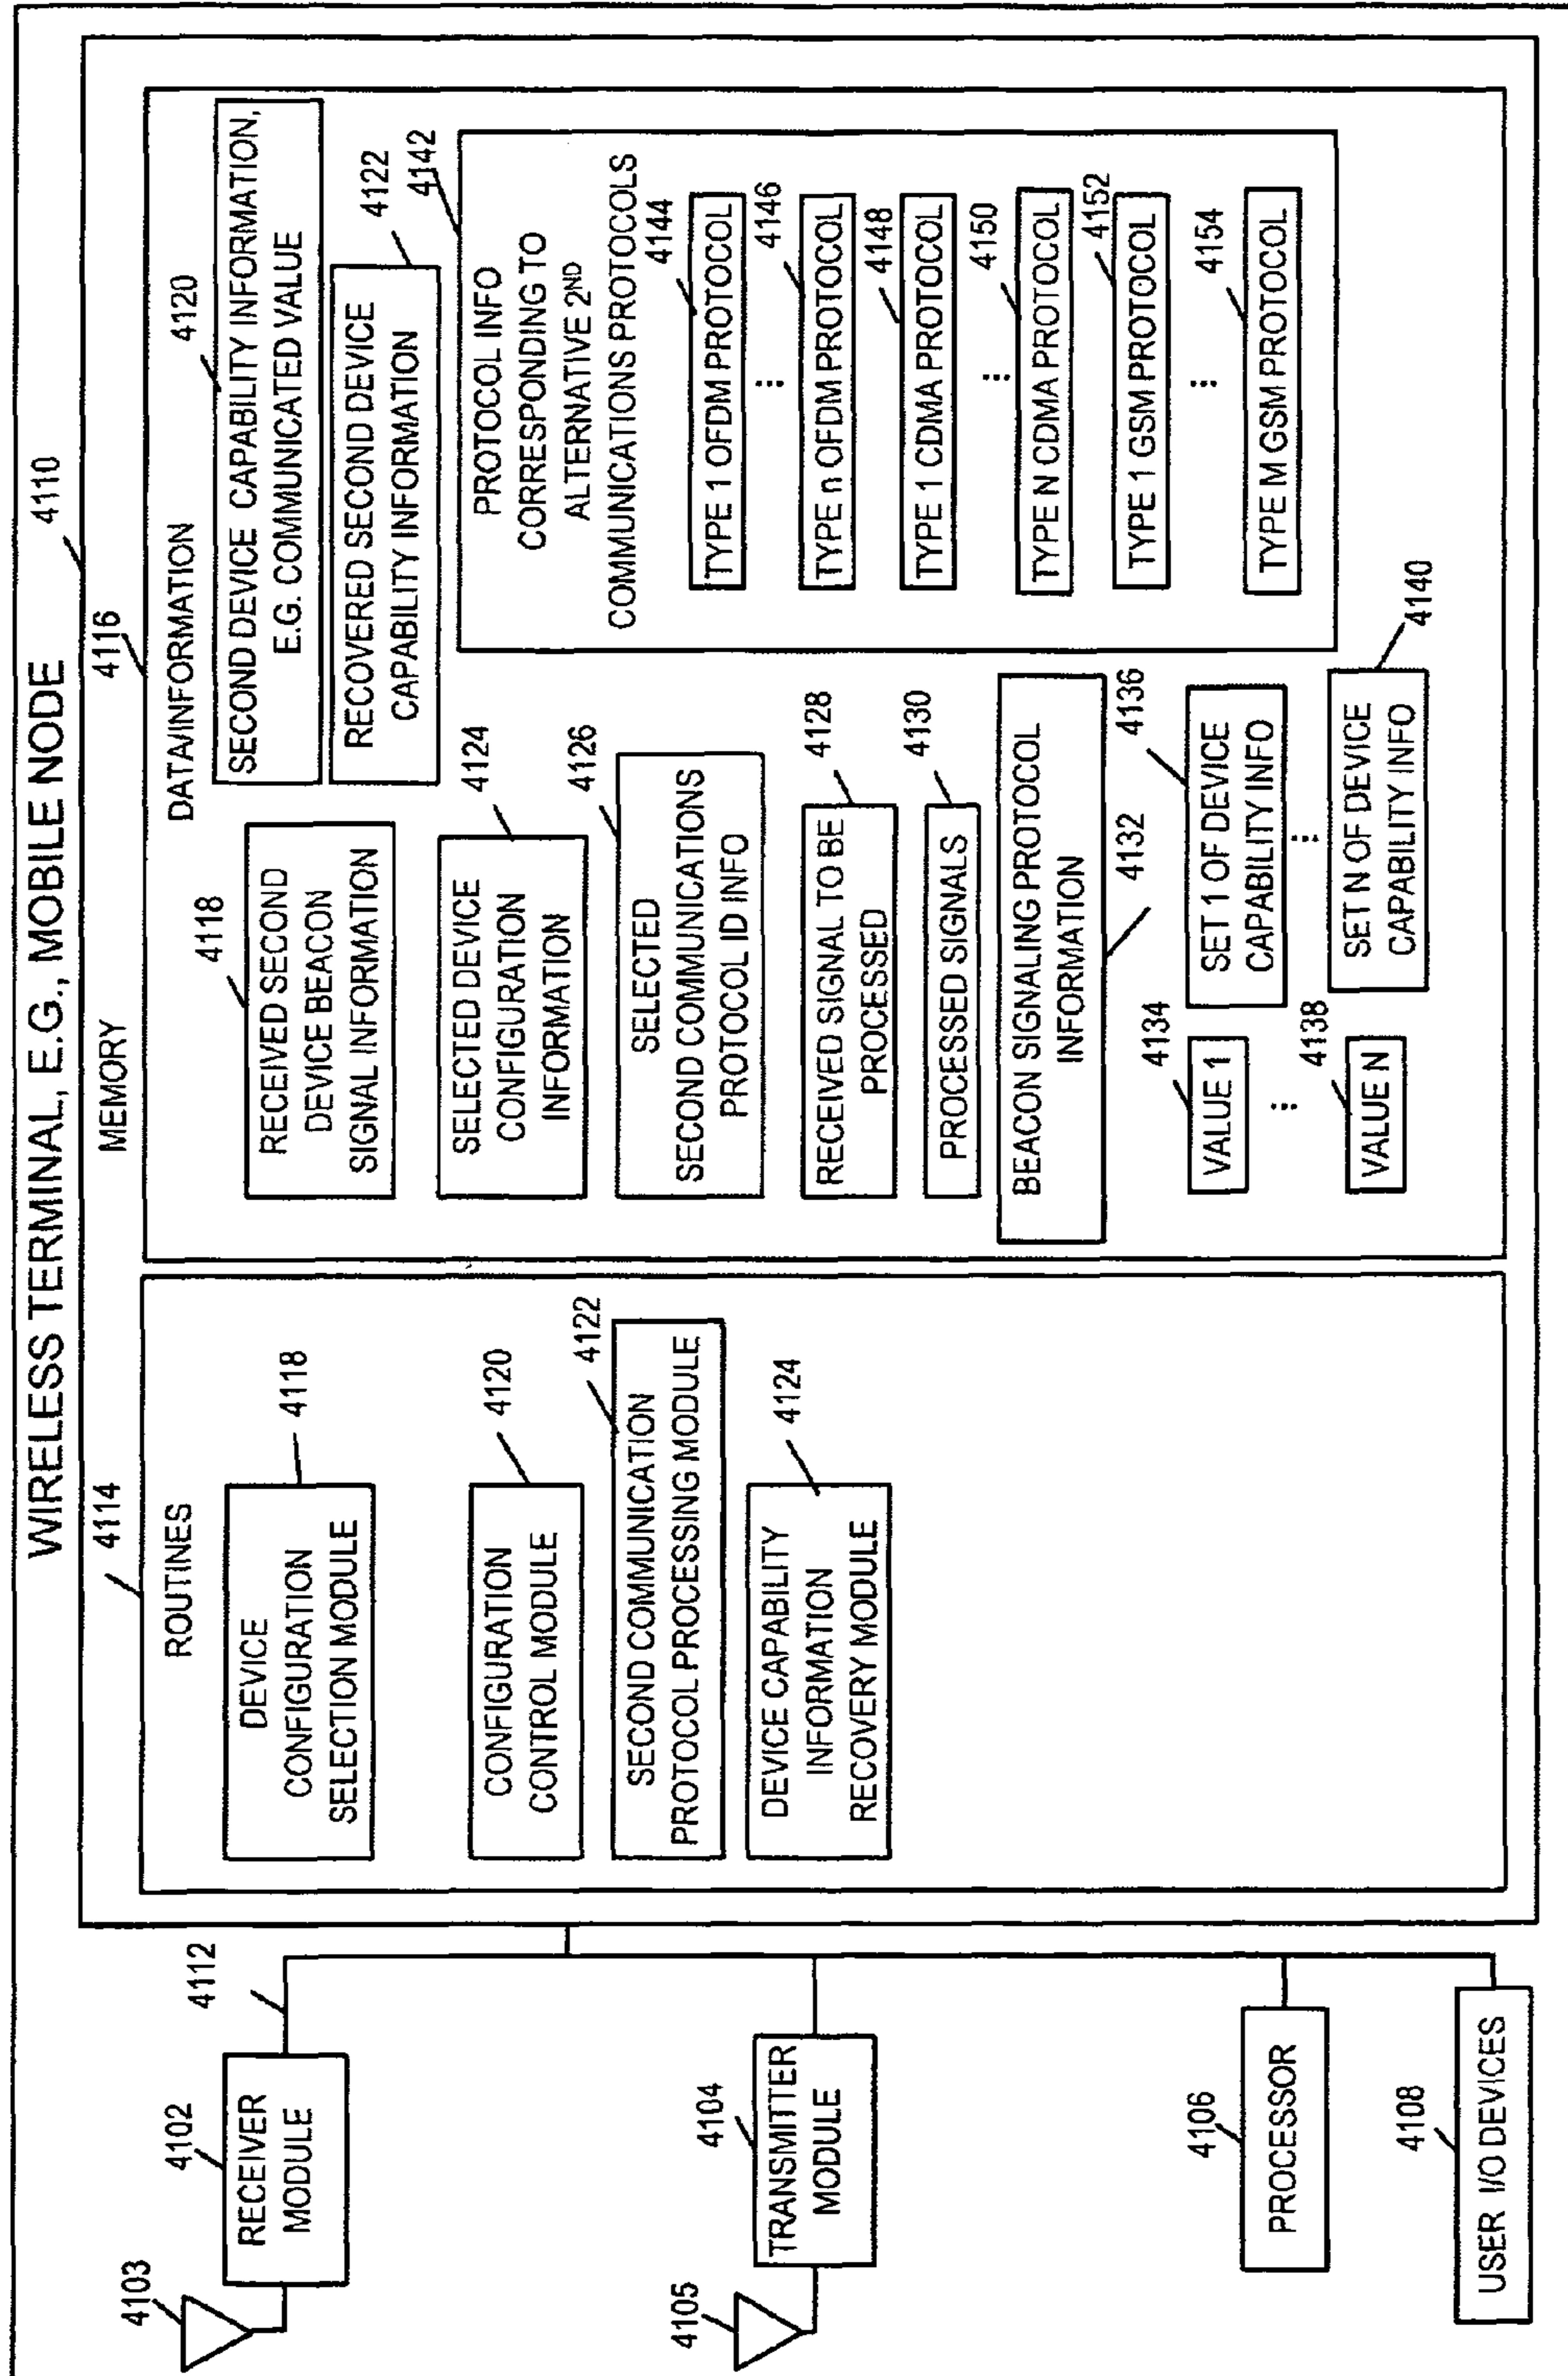 WIRELESS TERMINAL, E.G., MOBILE NODE
4110
MEMORY
4103
4102
RECEIVER
MODULE
4112
4105
4104
TRANSMITTER
MODULE
4106
PROCESSOR
4108
USER I/O DEVICES
4114
ROUTINES
DEVICE
CONFIGURATION
SELECTION MODULE
4118
CONFIGURATION
CONTROL MODULE
4120
SECOND COMMUNICATION
PROTOCOL PROCESSING MODULE
4122
DEVICE CAPABILITY
INFORMATION
RECOVERY MODULE
4124
4116
DATA/INFORMATION
4118
RECEIVED SECOND
DEVICE BEACON
SIGNAL INFORMATION
SELECTED DEVICE
CONFIGURATION
INFORMATION
4124
SELECTED
SECOND COMMUNICATIONS
PROTOCOL ID INFO
4126
RECEIVED SIGNAL TO BE
PROCESSED
4128
PROCESSED SIGNALS
4130
BEACON SIGNALING PROTOCOL
INFORMATION
4132
4134
VALUE 1
...
4138
VALUE N
4136
SET 1 OF DEVICE
CAPABILITY INFO
...
SET N OF DEVICE
CAPABILITY INFO
4140
4120
SECOND DEVICE CAPABILITY INFORMATION,
E.G. COMMUNICATED VALUE
RECOVERED SECOND DEVICE
CAPABILITY INFORMATION
4122
4142
PROTOCOL INFO
CORRESPONDING TO
ALTERNATIVE 2ND
COMMUNICATIONS PROTOCOLS
4144
TYPE 1 OFDM PROTOCOL
...
4146
TYPE n OFDM PROTOCOL
4148
TYPE 1 CDMA PROTOCOL
...
4150
TYPE N CDMA PROTOCOL
4152
TYPE 1 GSM PROTOCOL
...
4154
TYPE M GSM PROTOCOL